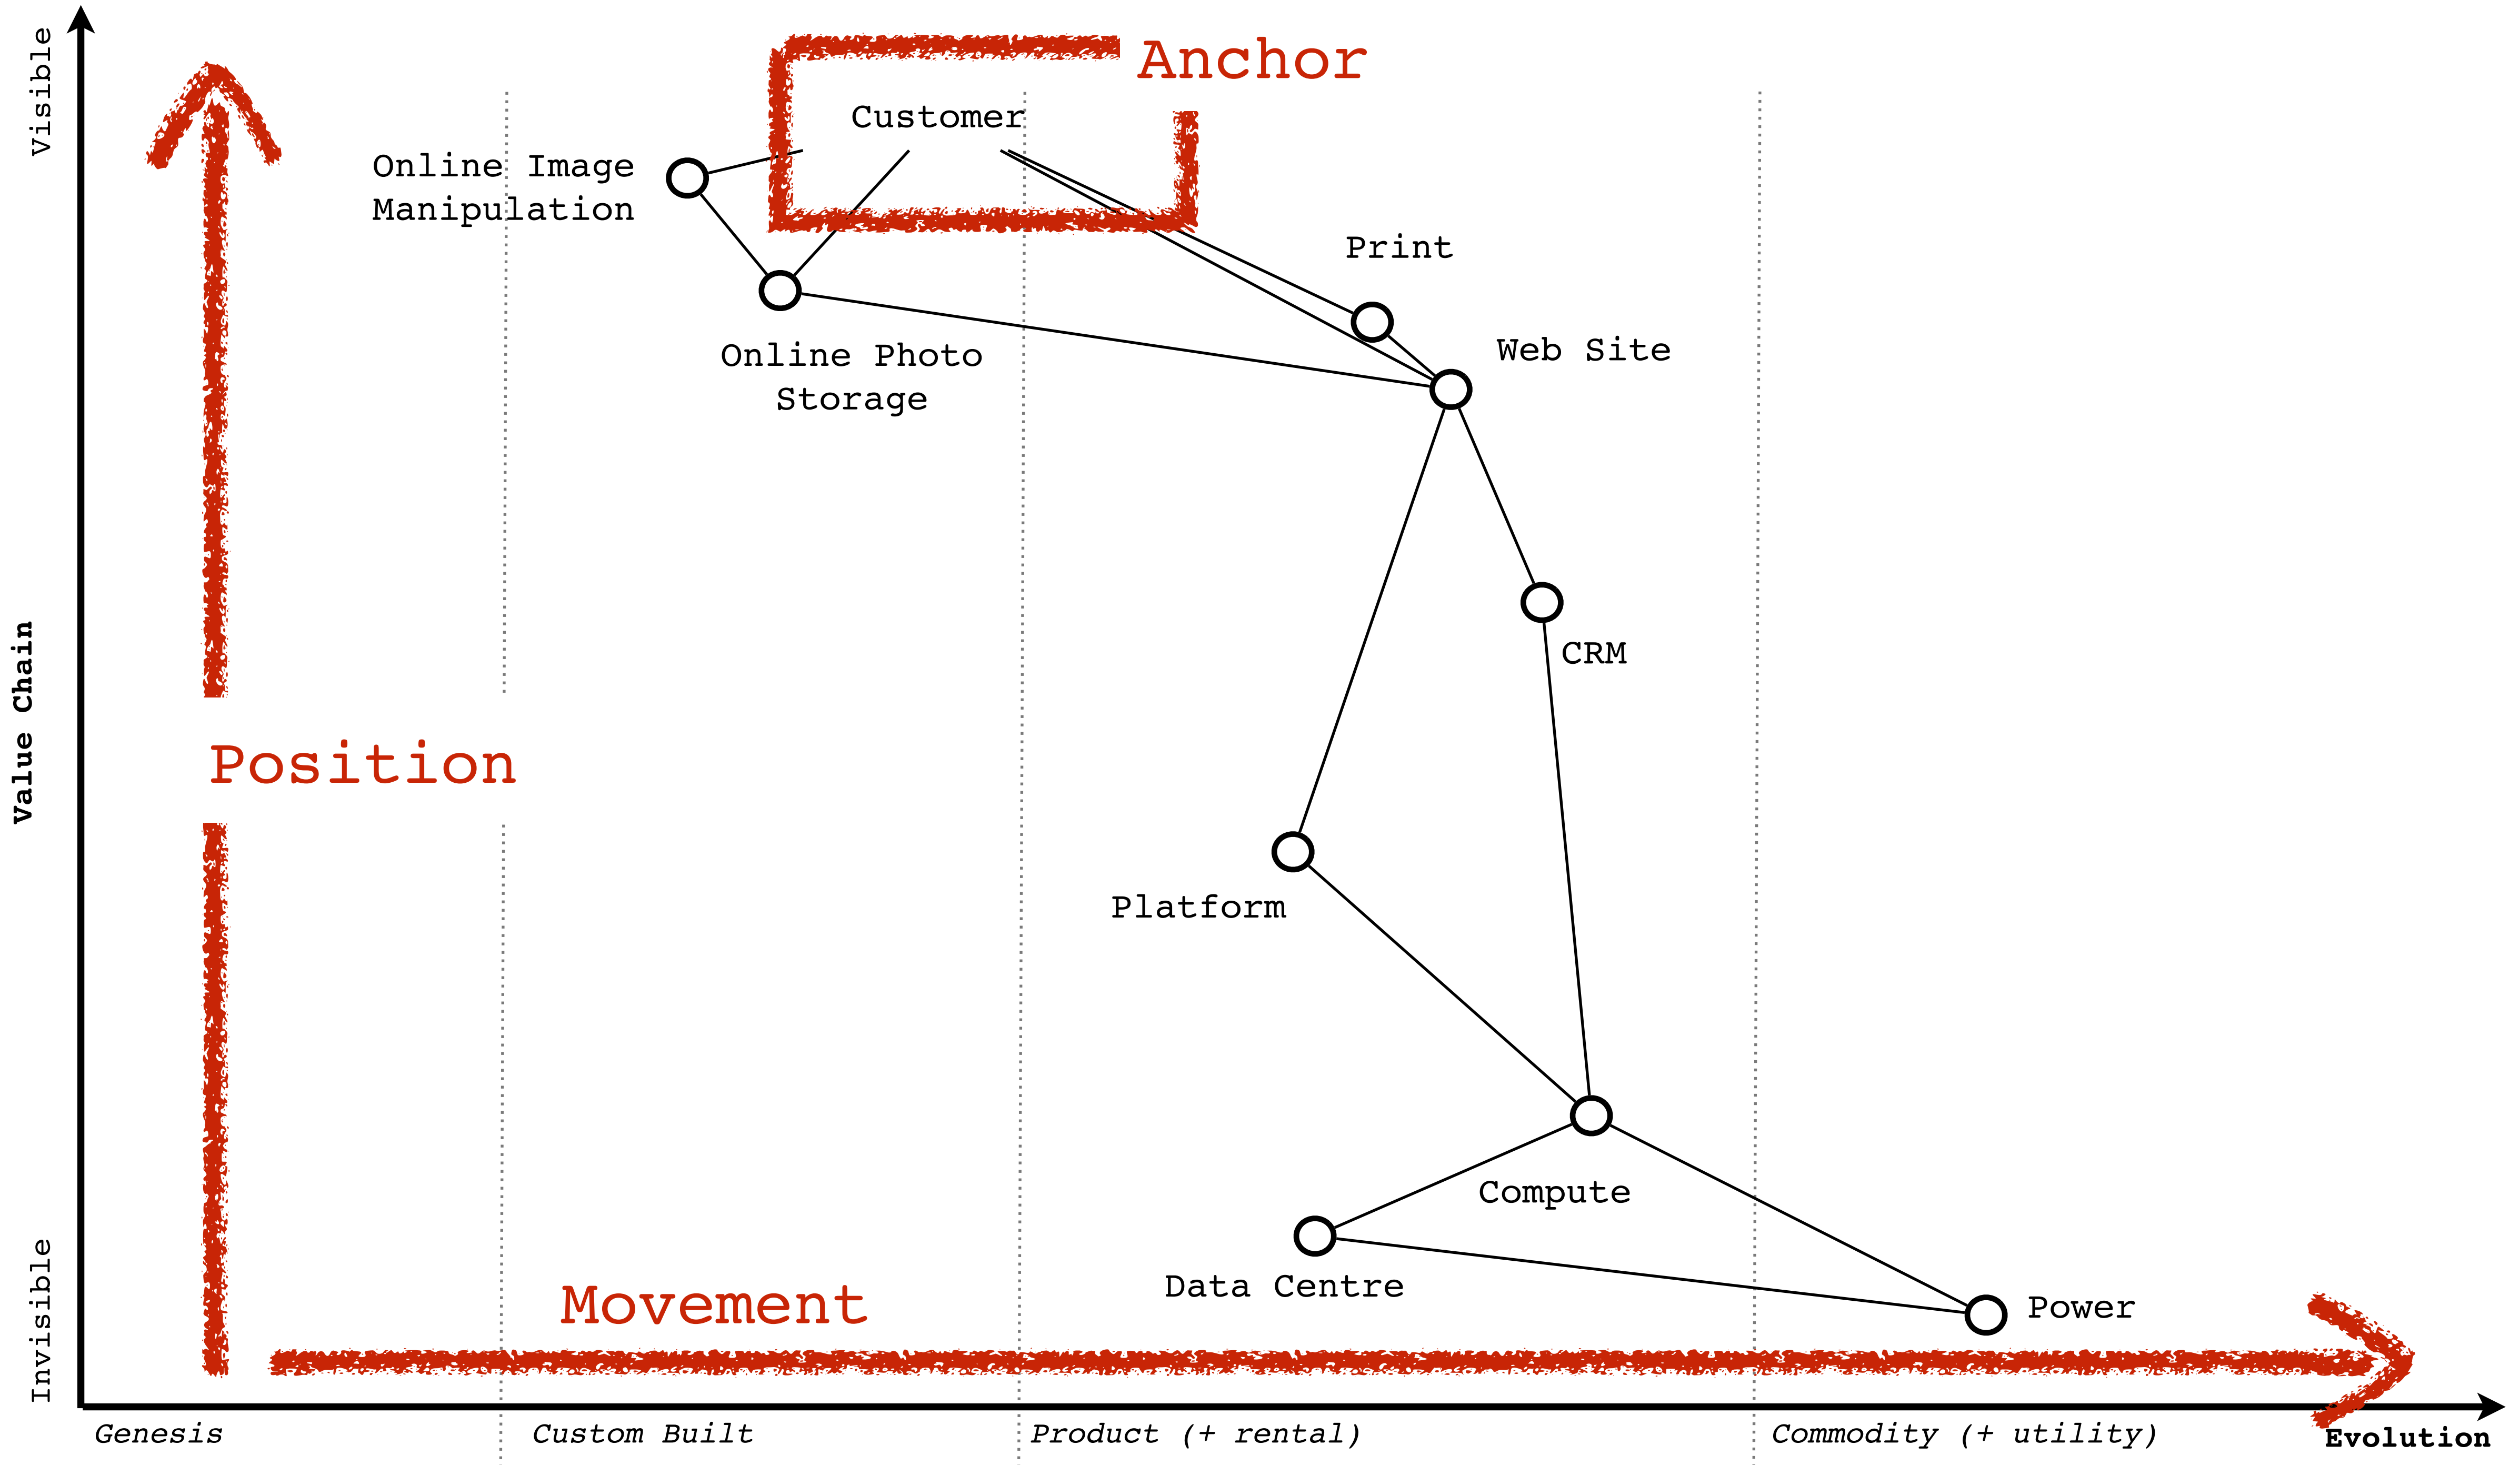 Visible
Anchor
Customer
Online Image
Manipulation
Print
Web Site
Online Photo
Storage
CRM
Value Chain
Position
Platform
Compute
Data Centre
Movement
Power
Invisible
Genesis
Custom Built
Product (+ rental)
Commodity (+ utility)
Evolution